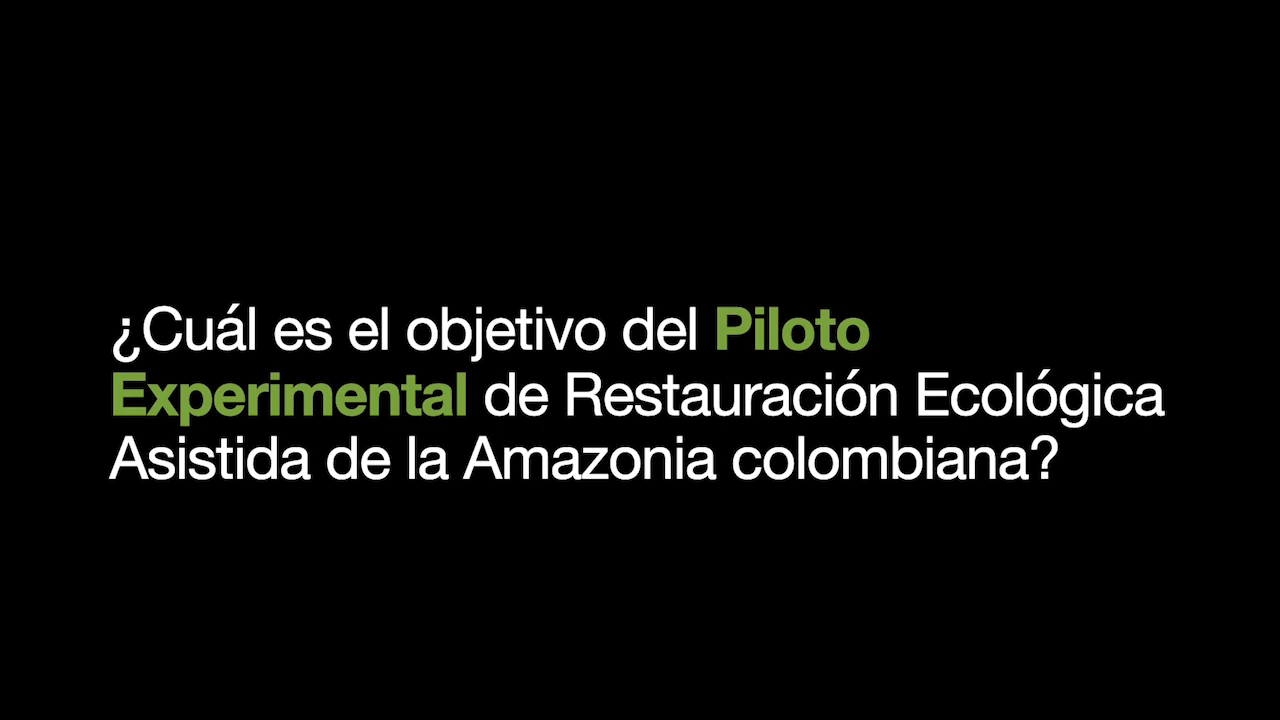 ¿Cuál es el objetivo del Piloto
Experimental de Restauración Ecológica
Asistida de la Amazonia colombiana?